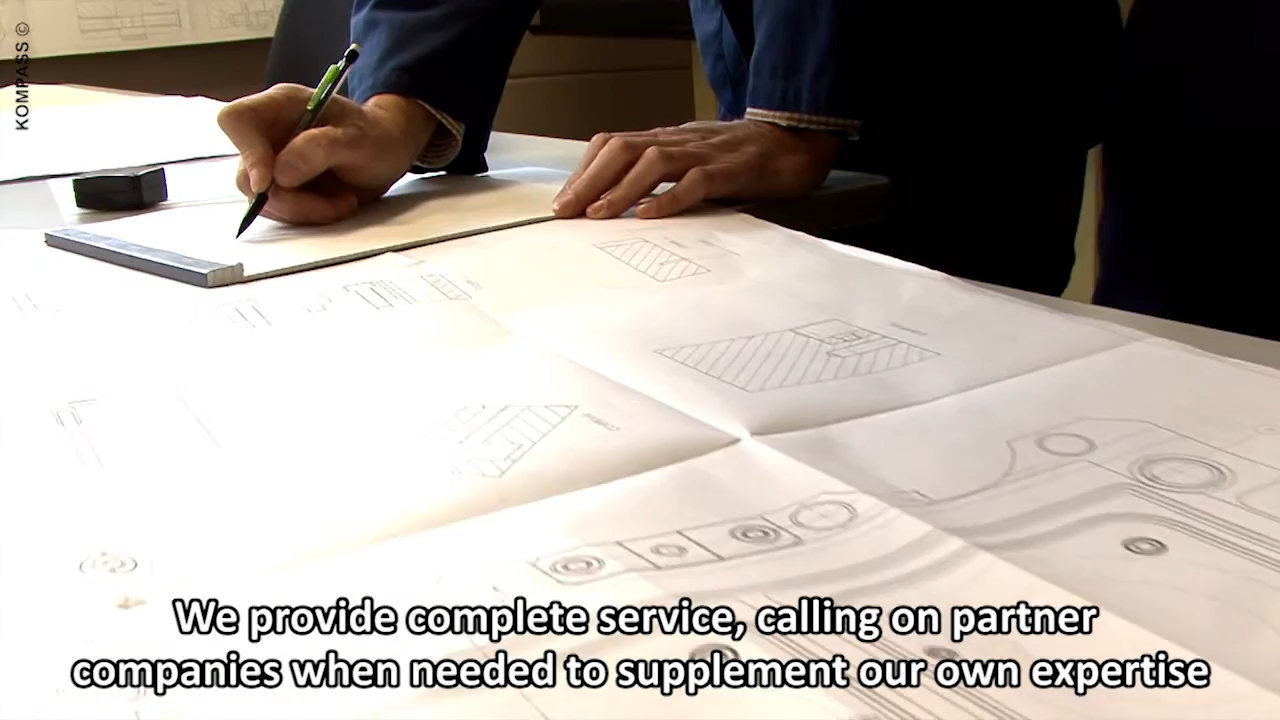 KOMPASS ©
We provide complete service, calling on partner
companies when needed to supplement our own expertise